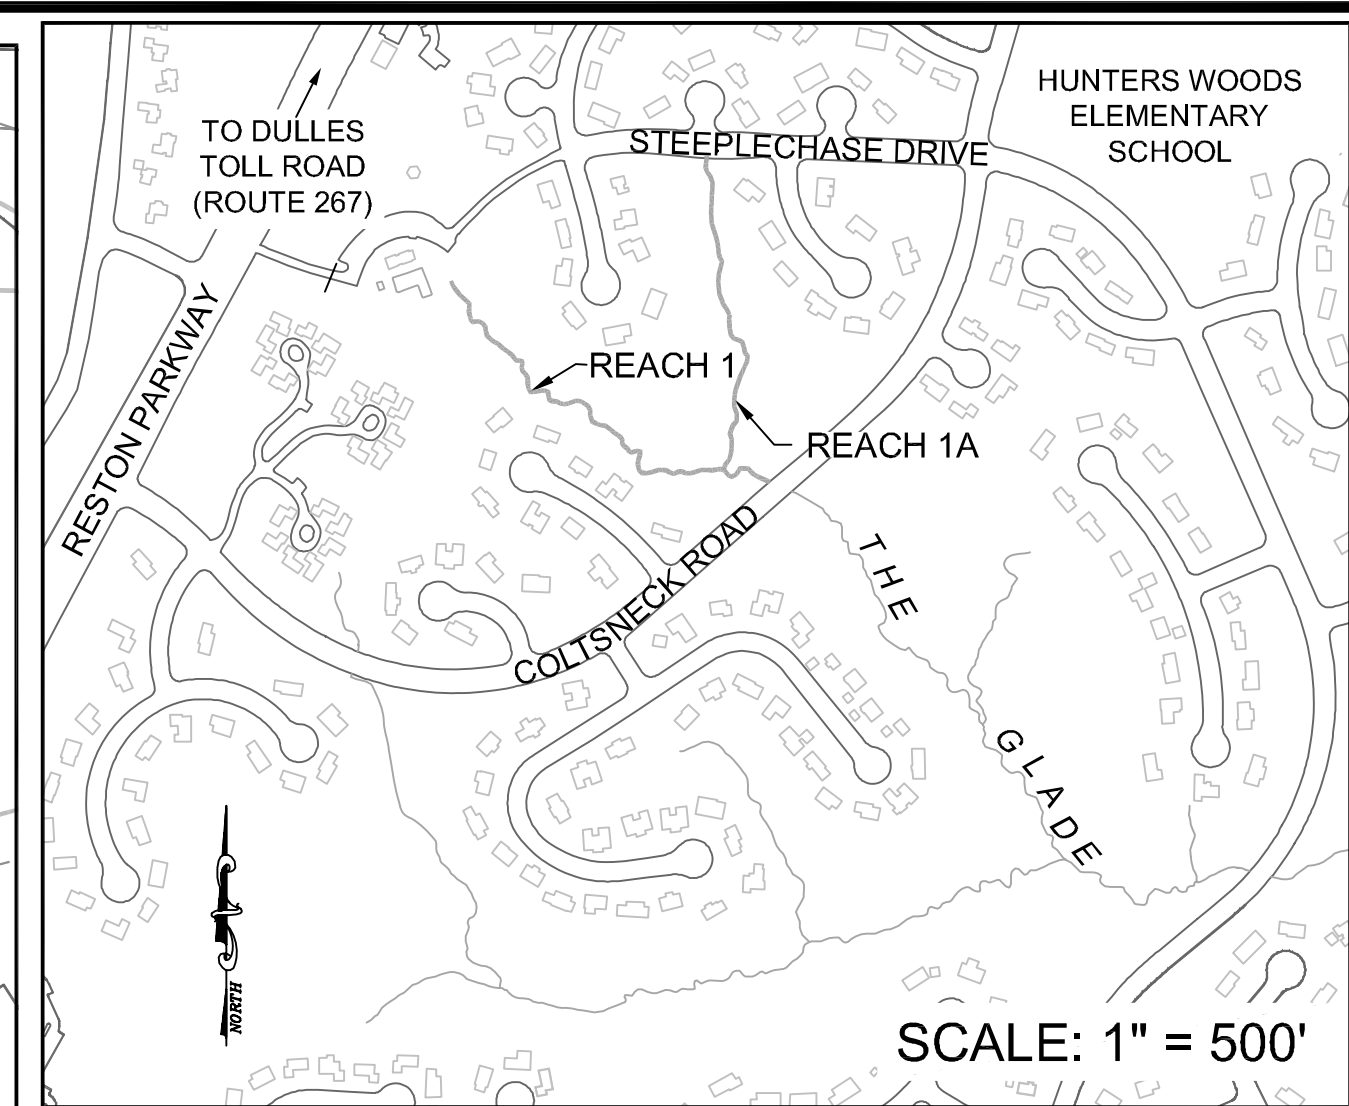 HUNTERS WOODS
ELEMENTARY
SCHOOL
TO DULLES
TOLL ROAD
(ROUTE 267)
STEEPLECHASE DRIVE
RESTON PARKWAY
REACH 1
REACH 1A
COLTSNECK ROAD
THE
GLADE
NORTH
SCALE: 1" = 500'